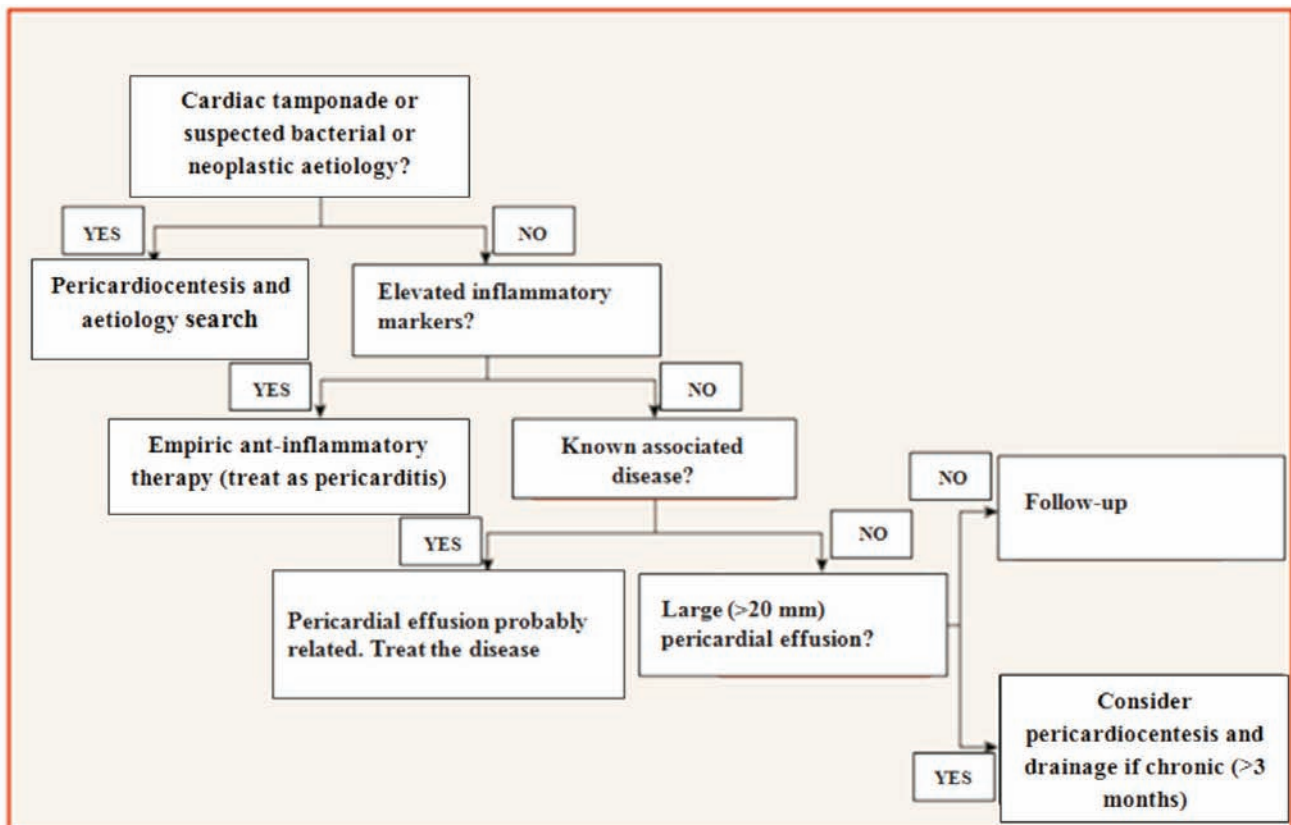 Cardiac tamponade or
suspected bacterial or
neoplastic aetiology?
YES
NO
Pericardiocentesis and
aetiology search
Elevated inflammatory
markers?
YES
NO
Empiric ant-inflammatory
therapy (treat as pericarditis)
Known associated
disease?
NO
Follow-up
YES
NO
Pericardial effusion probably
related. Treat the disease
Large (>20 mm)
pericardial effusion?
Consider
pericardiocentesis and
drainage if chronic (>3
months)
YES